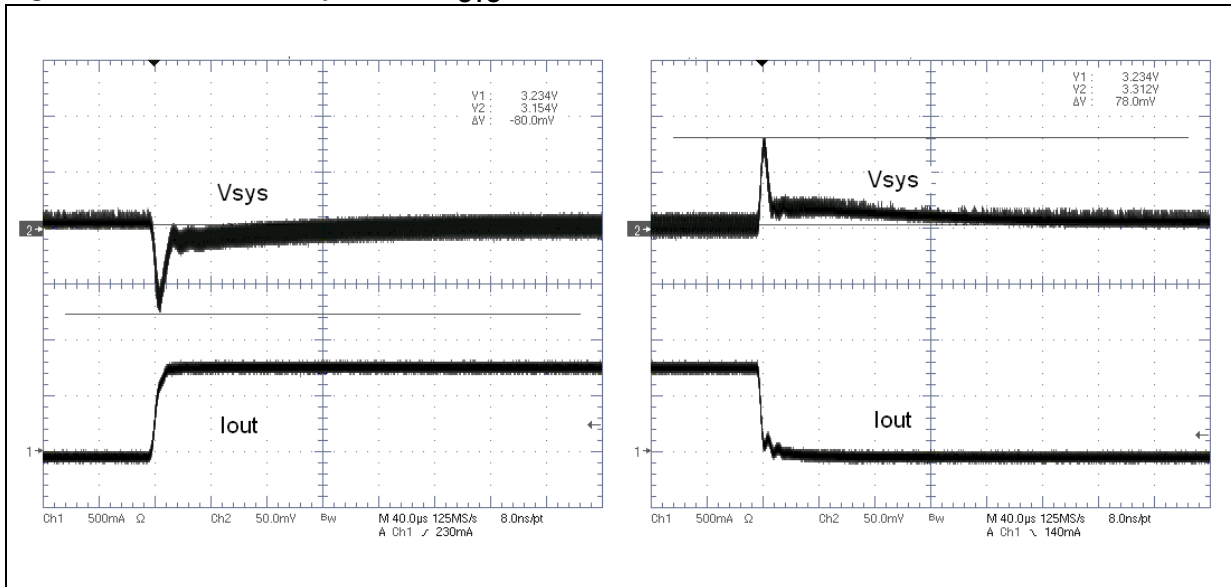 V1 : 3.234V
V2 : 3.154V
ΔV : -80.0mV
Vsys
2
Iout
1
Ch1 500mA Ω Ch2 50.0mV Bw M 40.0µs 125MS/s 8.0ns/pt
A Ch1 ∕ 230mA
V1 : 3.234V
V2 : 3.312V
ΔV : 78.0mV
Vsys
2
Iout
1
Ch1 500mA Ω Ch2 50.0mV Bw M 40.0µs 125MS/s 8.0ns/pt
A Ch1 \ 140mA